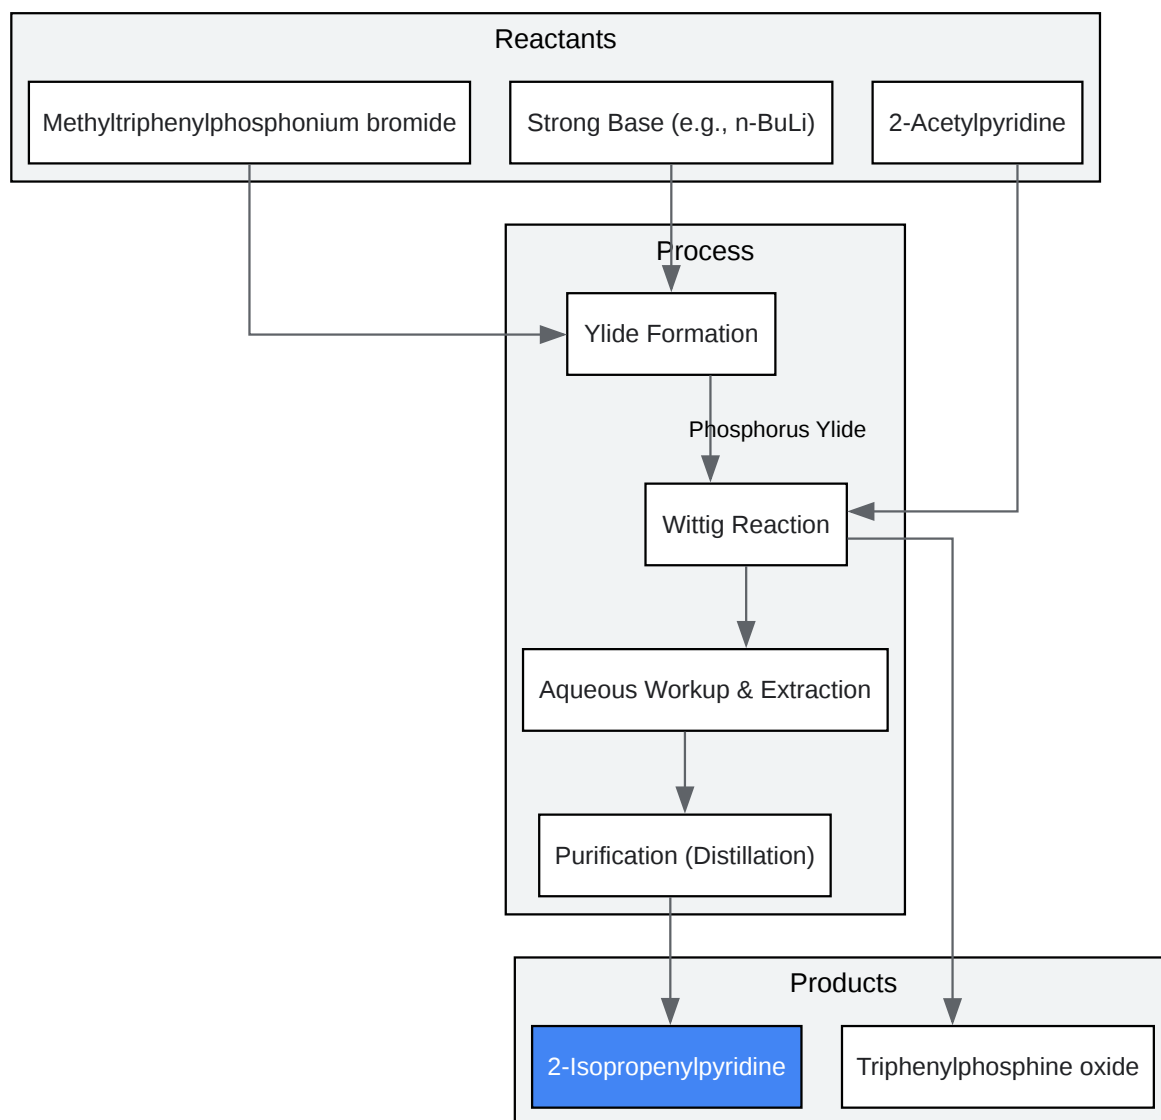 Reactants
Methyltriphenylphosphonium bromide
Strong Base (e.g., n-BuLi)
2-Acetylpyridine
Process
Ylide Formation
Phosphorus Ylide
Wittig Reaction
Aqueous Workup & Extraction
Purification (Distillation)
Products
2-Isopropenylpyridine
Triphenylphosphine oxide